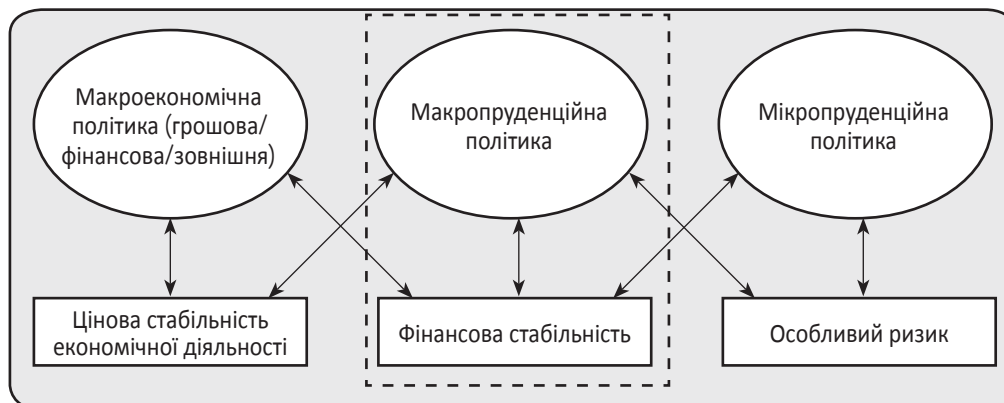 Макроекономічна
політика (грошова/
фінансова/зовнішня)
Макропруденційна
політика
Мікропруденційна
політика
Цінова стабільність
економічної діяльності
Фінансова стабільність
Особливий ризик